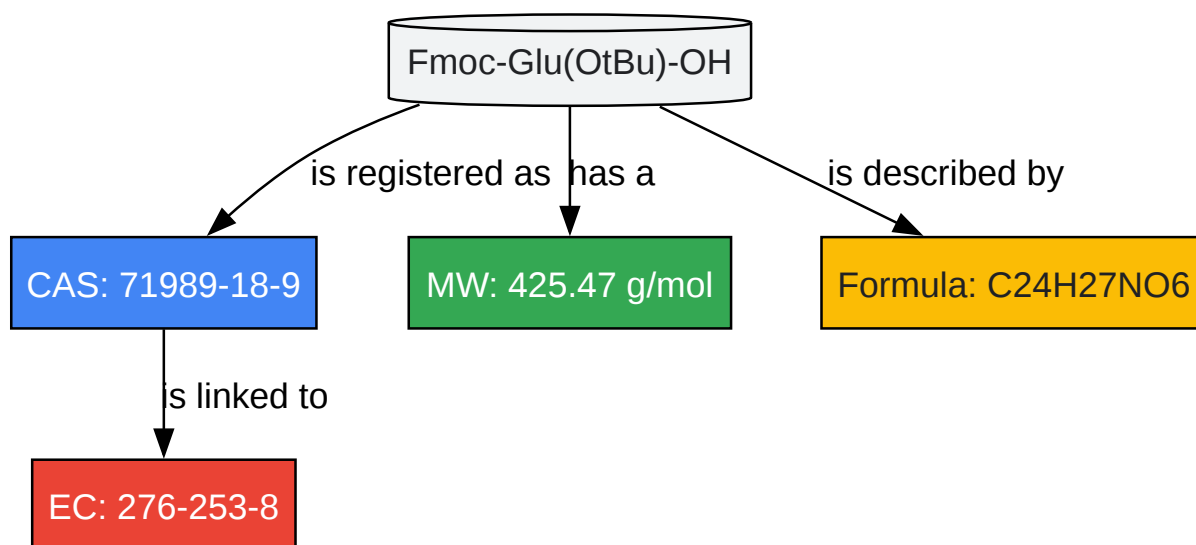 Fmoc-Glu(OtBu)-OH
is registered as
has a
is described by
CAS: 71989-18-9
MW: 425.47 g/mol
Formula: C24H27NO6
is linked to
EC: 276-253-8